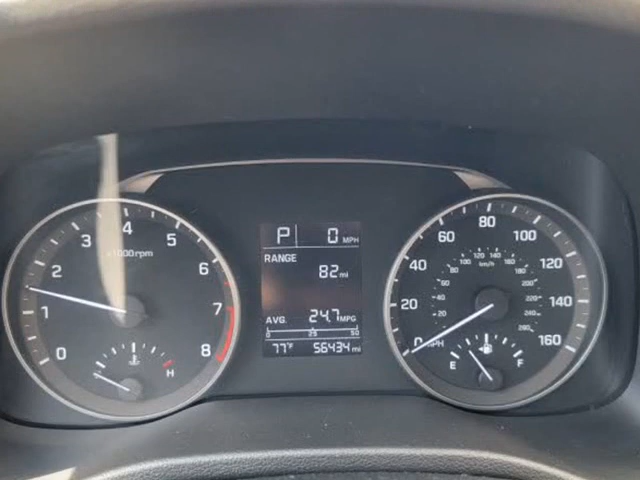 0 1 2 3 4 5 6 7 8
x1000 rpm
H
P 0 MPH
RANGE
82 mi
AVG. 24.7 MPG
0 25 50
77°F 56434 mi
0 20 40 60 80 100 120 140 160
MPH
20 40 60 80 100 120 140 160 180 200 220 240 260
km/h
E F